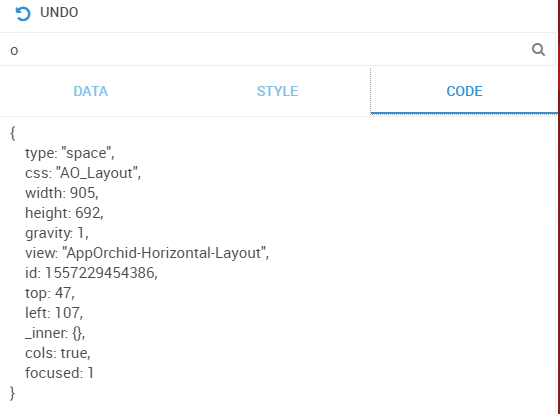 UNDO
o
DATA STYLE CODE
{
type: "space",
css: "AO_Layout",
width: 905,
height: 692,
gravity: 1,
view: "AppOrchid-Horizontal-Layout",
id: 1557229454386,
top: 47,
left: 107,
_inner: {},
cols: true,
focused: 1
}